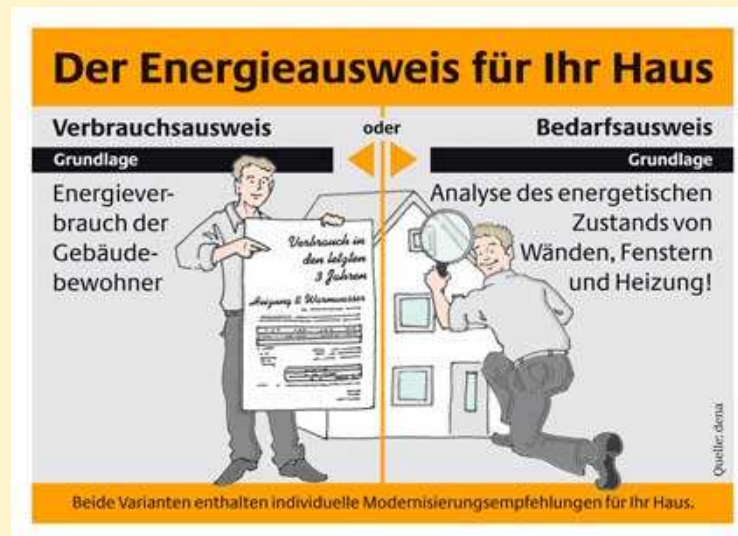 Der Energieausweis für Ihr Haus
Verbrauchsausweis
oder
Bedarfsausweis
Grundlage
Grundlage
Energiever-
brauch der
Gebäude-
bewohner
Verbrauch in
den letzten
3 Jahren
Heizung & Warmwasser
Analyse des energetischen
Zustands von
Wänden, Fenstern
und Heizung!
Quelle: dena
Beide Varianten enthalten individuelle Modernisierungsempfehlungen für Ihr Haus.